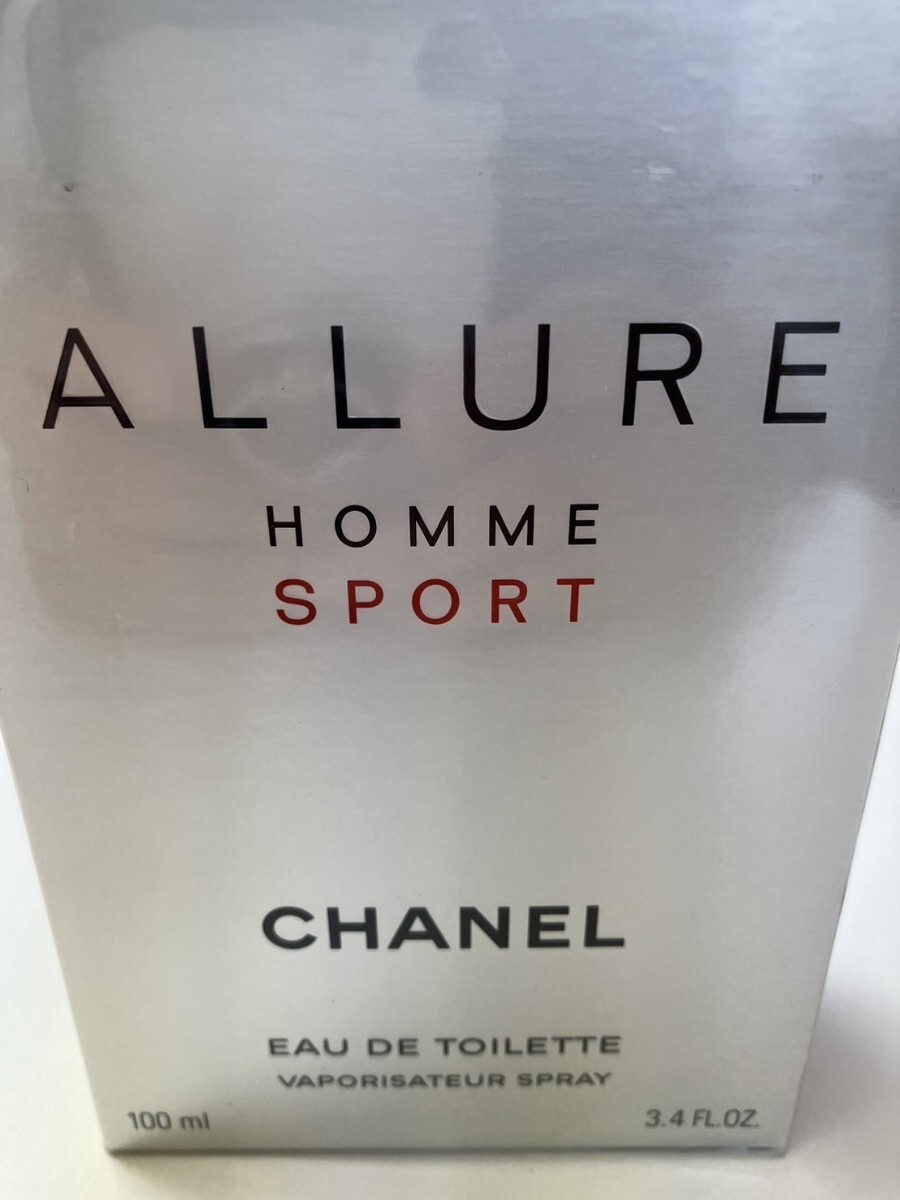 ALLURE
HOMME
SPORT
CHANEL
EAU DE TOILETTE
VAPORISATEUR SPRAY
100 ml 3.4 FL.OZ.